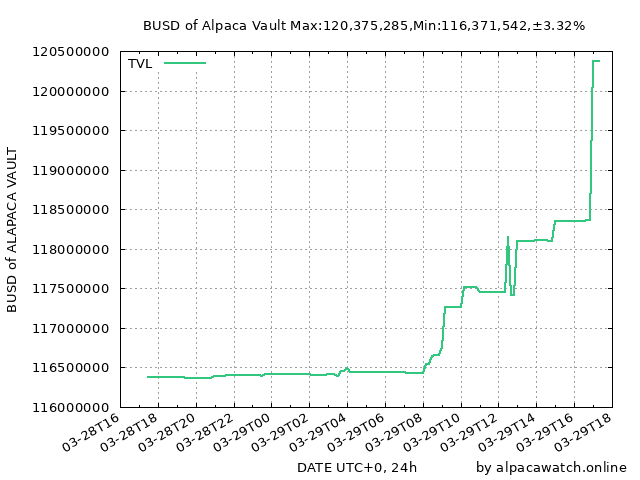 BUSD of Alpaca Vault Max:120,375,285,Min:116,371,542,±3.32%
TVL
120500000
120000000
119500000
119000000
118500000
118000000
117500000
117000000
116500000
116000000
BUSD of ALAPACA VAULT
03-28T16
03-28T18
03-28T20
03-28T22
03-29T00
03-29T02
03-29T04
03-29T06
03-29T08
03-29T10
03-29T12
03-29T14
03-29T16
03-29T18
DATE UTC+0, 24h
by alpacawatch.online